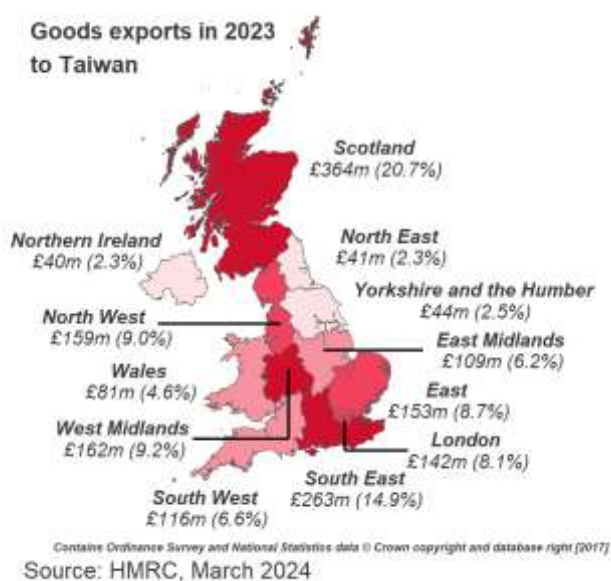 Goods exports in 2023
to Taiwan
Scotland
£364m (20.7%)
Northern Ireland
£40m (2.3%)
North East
£41m (2.3%)
Yorkshire and the Humber
£44m (2.5%)
North West
£159m (9.0%)
East Midlands
£109m (6.2%)
Wales
£81m (4.6%)
East
£153m (8.7%)
West Midlands
£162m (9.2%)
London
£142m (8.1%)
South East
£263m (14.9%)
South West
£116m (6.6%)
Contains Ordinance Survey and National Statistics data © Crown copyright and database right [2017]
Source: HMRC, March 2024